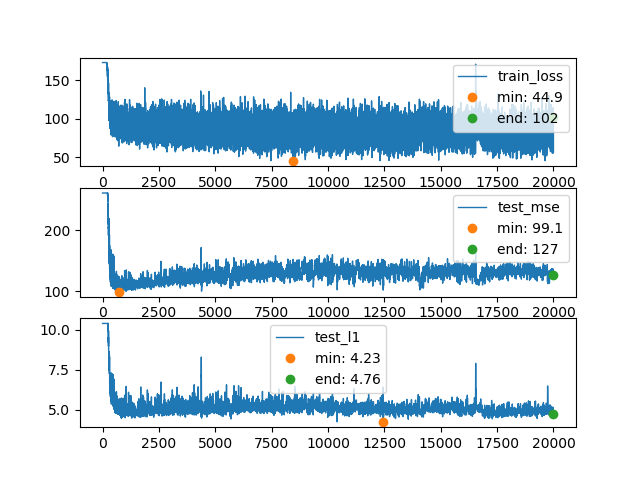 train_loss
min: 44.9
end: 102
150
100
50
0 2500 5000 7500 10000 12500 15000 17500 20000
test_mse
min: 99.1
end: 127
200
100
0 2500 5000 7500 10000 12500 15000 17500 20000
test_l1
min: 4.23
end: 4.76
10.0
7.5
5.0
0 2500 5000 7500 10000 12500 15000 17500 20000